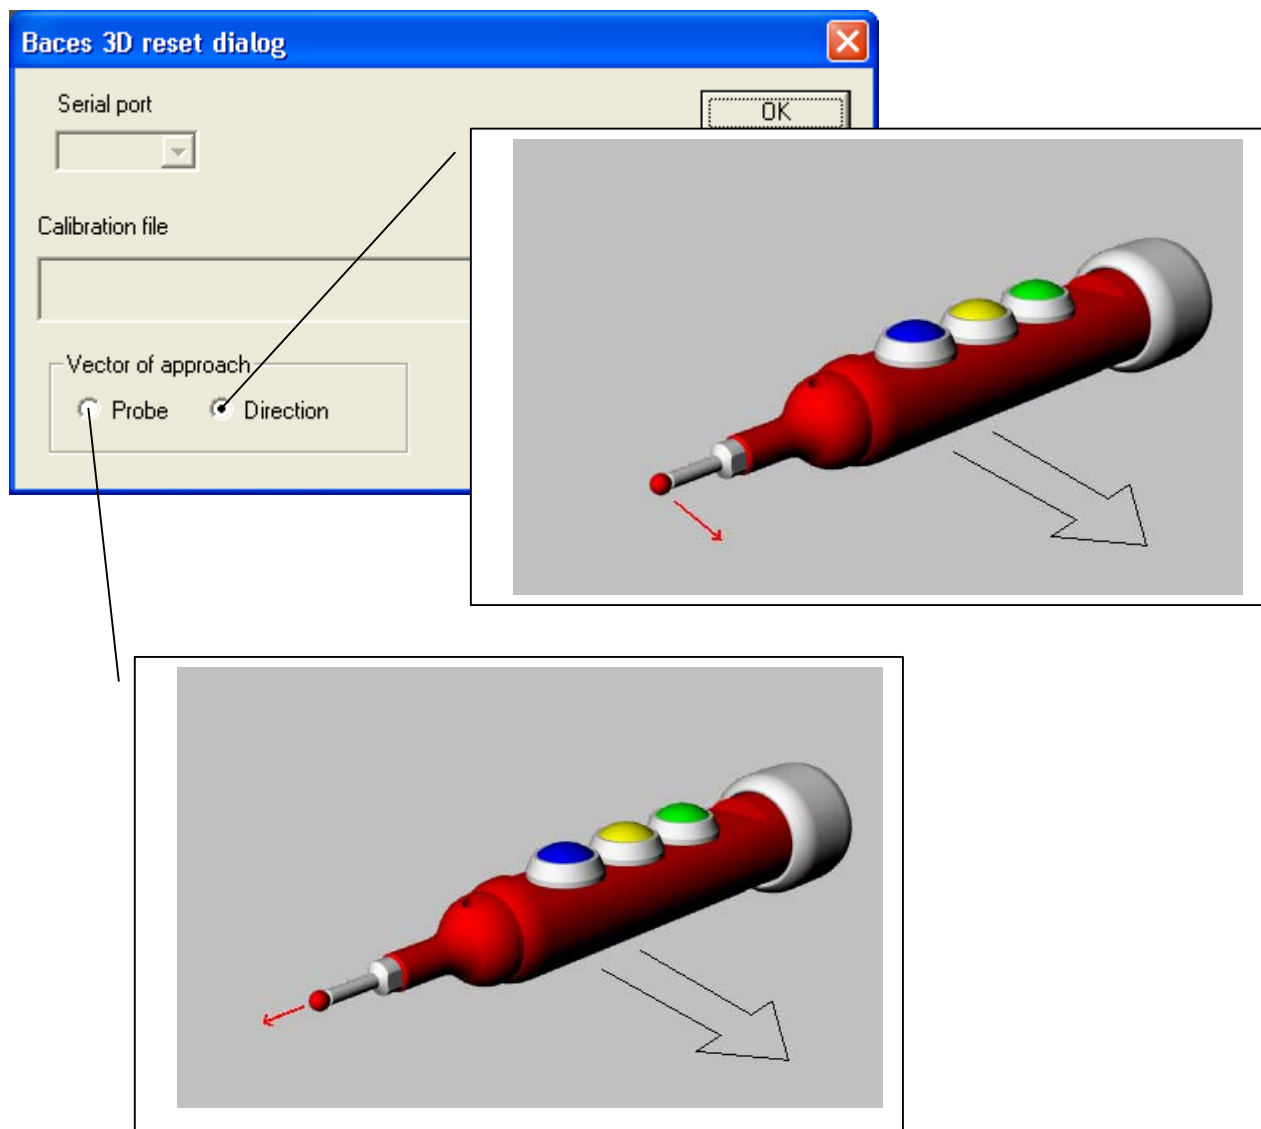 Baces 3D reset dialog
Serial port
OK
Calibration file
Vector of approach
Probe
Direction